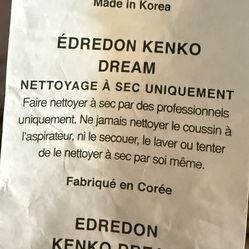 Made in Korea
ÉDREDON KENKO
DREAM
NETTOYAGE À SEC UNIQUEMENT
Faire nettoyer à sec par des professionnels
uniquement. Ne jamais nettoyer le coussin à
l'aspirateur, ni le secouer, le laver ou tenter
de le nettoyer à sec par soi même.
Fabriqué en Corée
EDREDON
KENKO DREAM